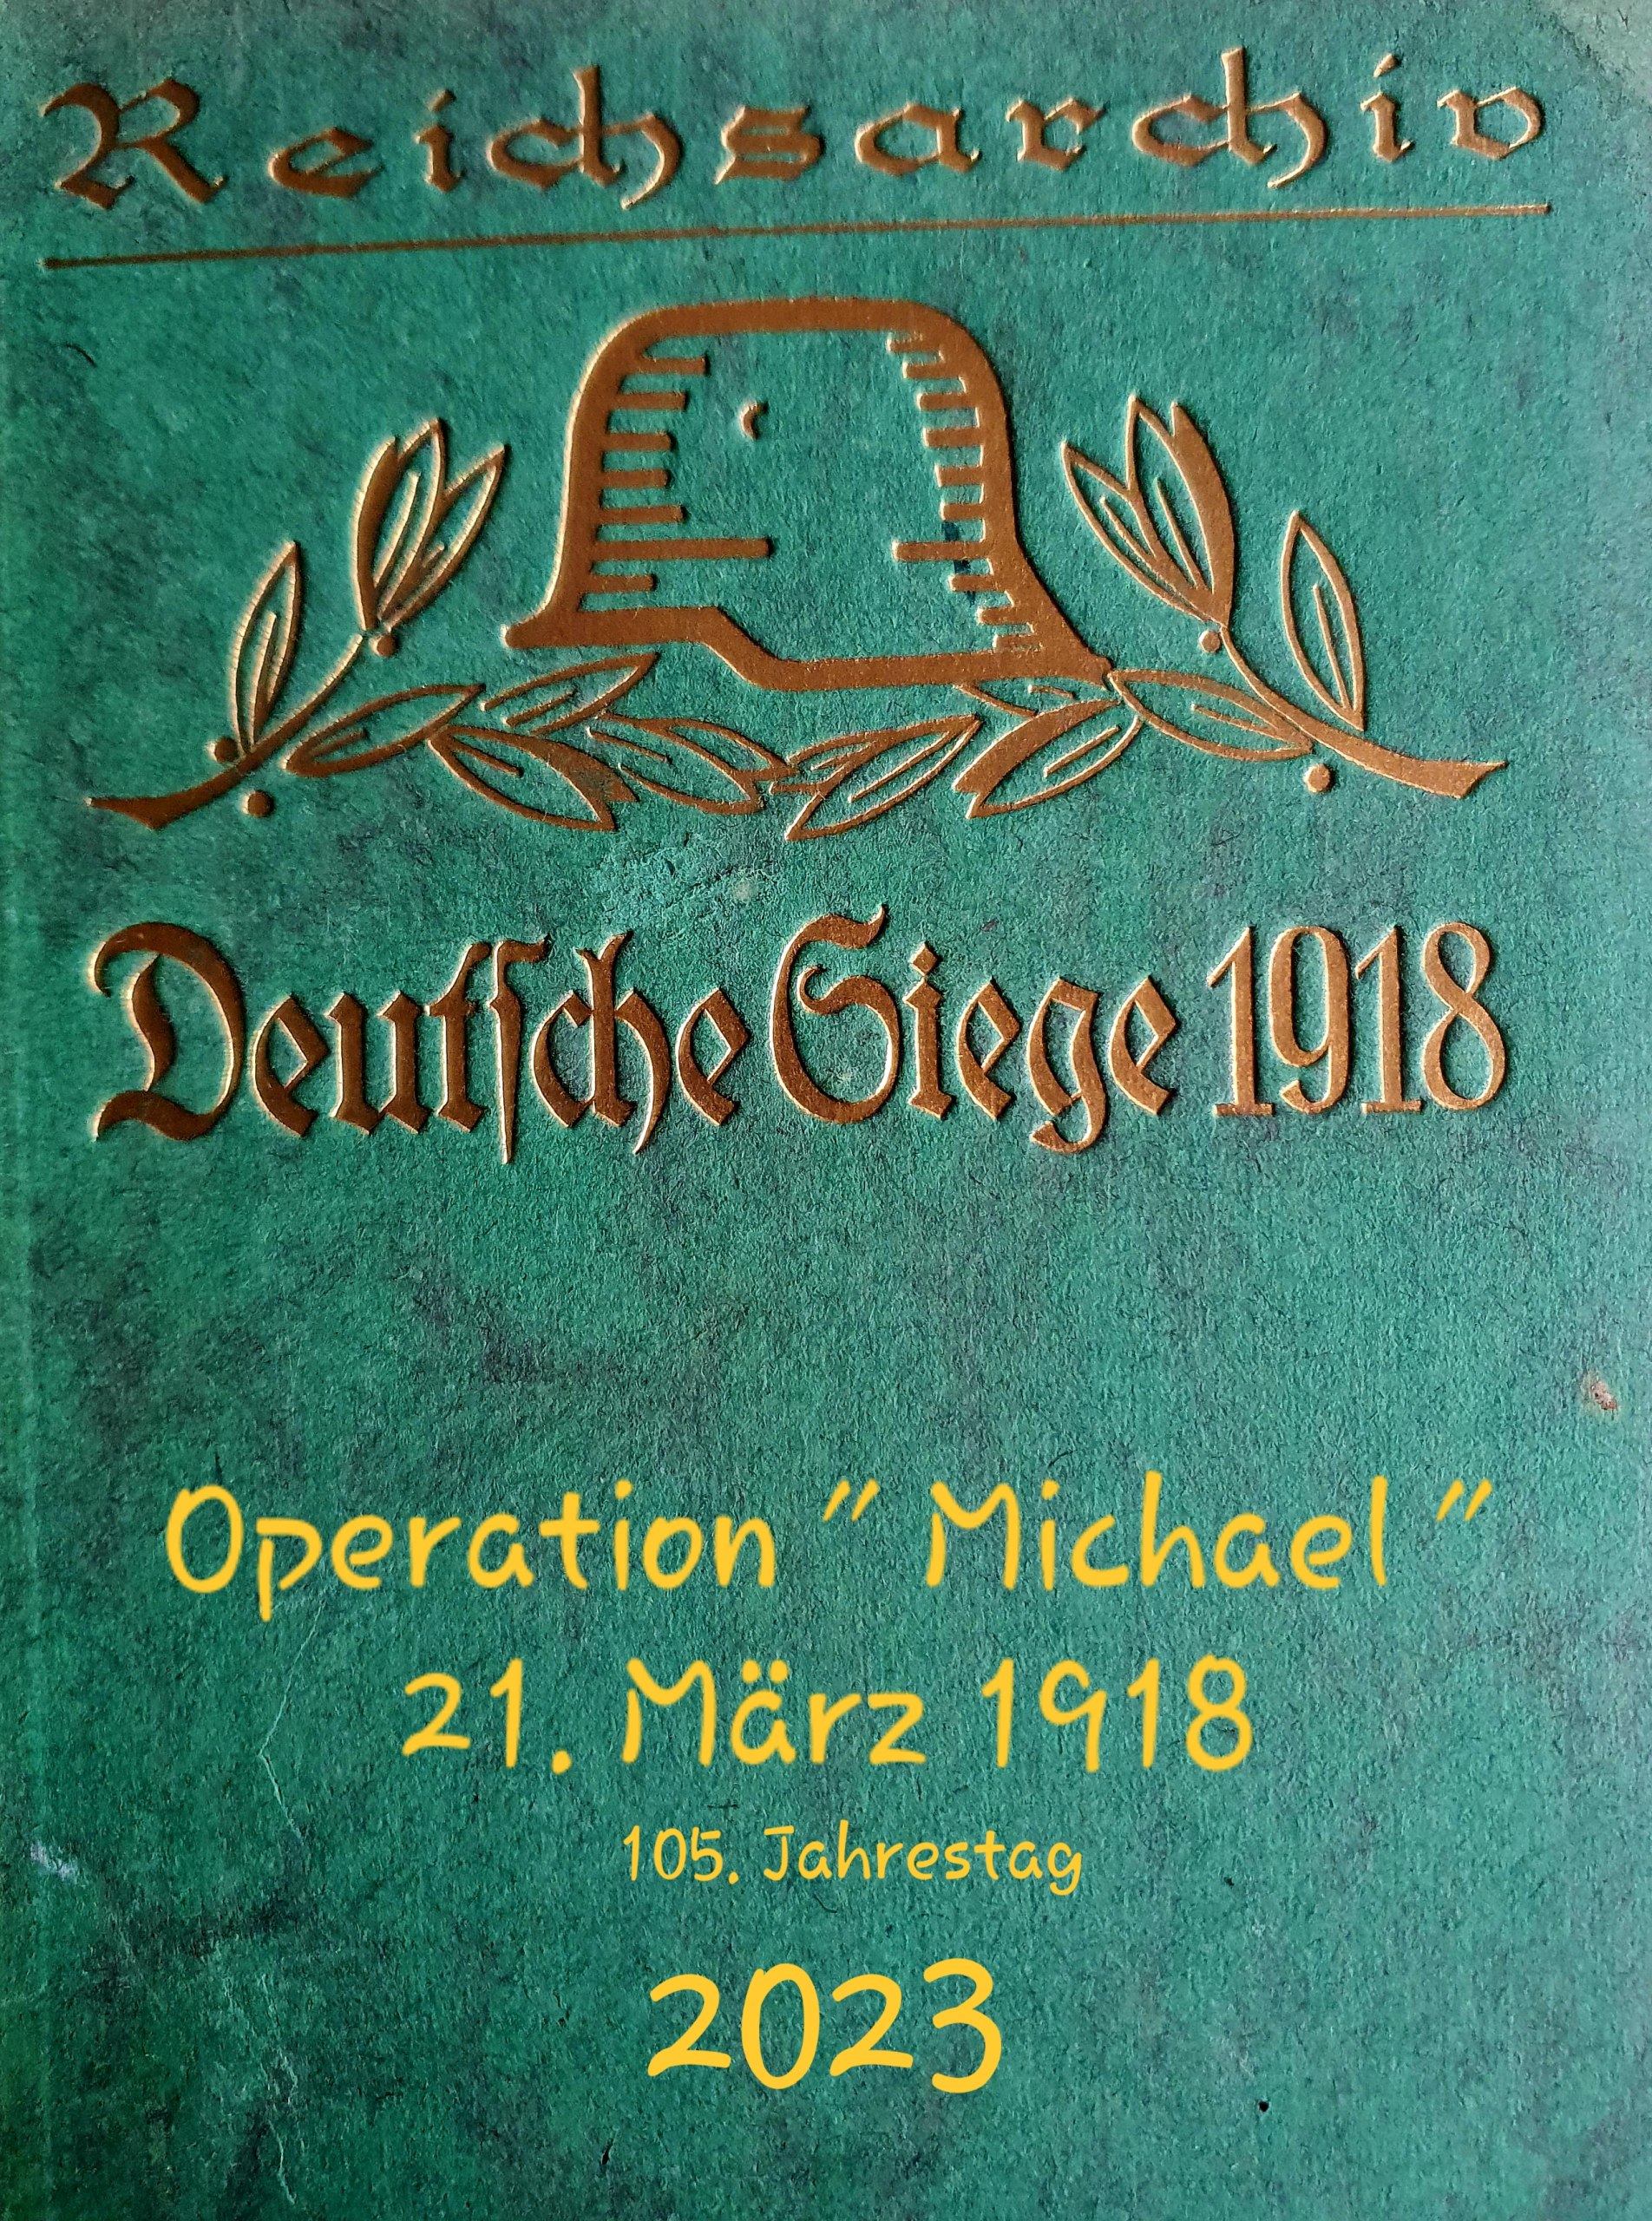 Reichsarchiv
Deutſche Siege 1918
Operation " Michael "
21. März 1918
105. Jahrestag
2023